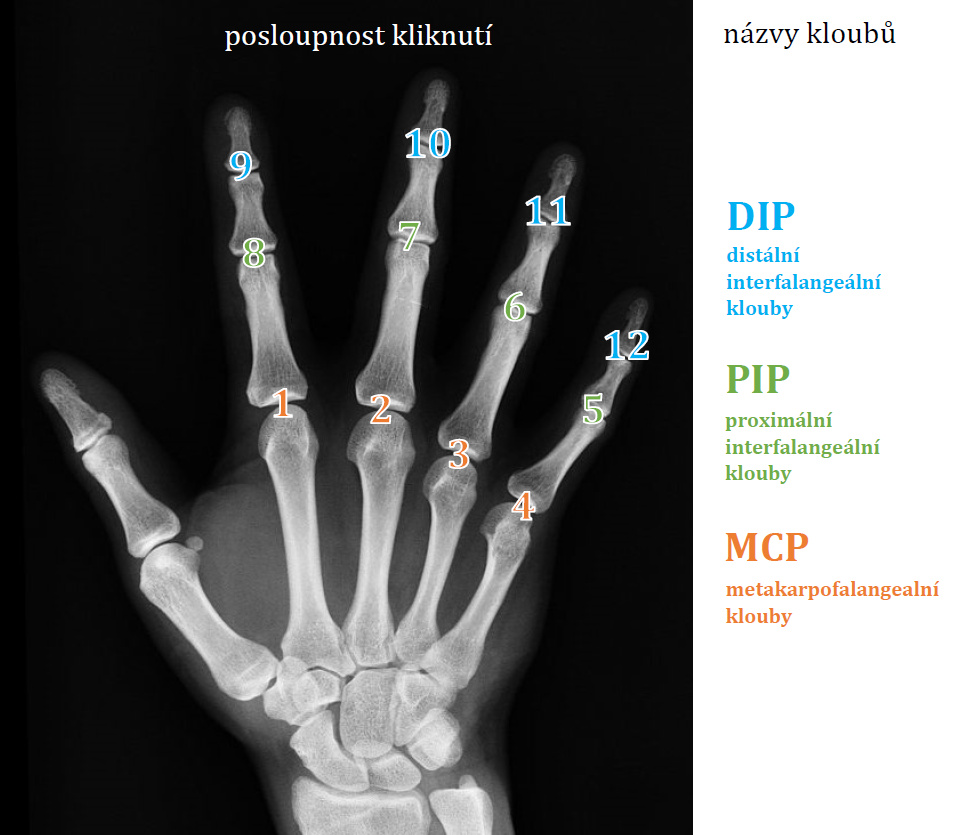 posloupnost kliknutí
názvy kloubů
9
10
11
8
7
6
12
1
2
5
3
4
DIP
distální
interfalangeální
klouby
PIP
proximální
interfalangeální
klouby
MCP
metakarpofalangealní
klouby